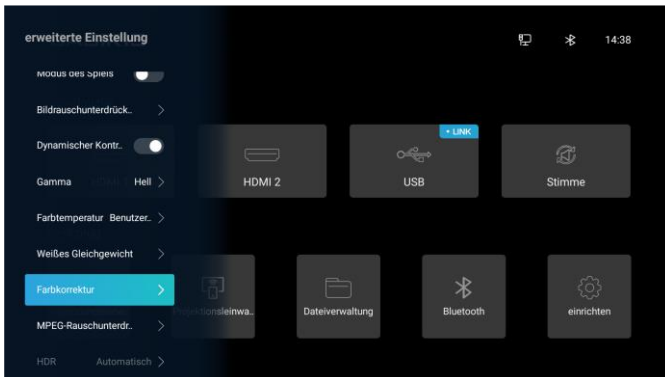 erweiterte Einstellung
14:38
Modus des Spiels
Bildrauschunterdrück..
Dynamischer Kontr..
Gamma Hell
Farbtemperatur Benutzer..
Weißes Gleichgewicht
Farbkorrektur
MPEG-Rauschunterdr..
HDR Automatisch
HDMI 2
• LINK
USB
Stimme
ktionsleinwa..
Dateiverwaltung
Bluetooth
einrichten